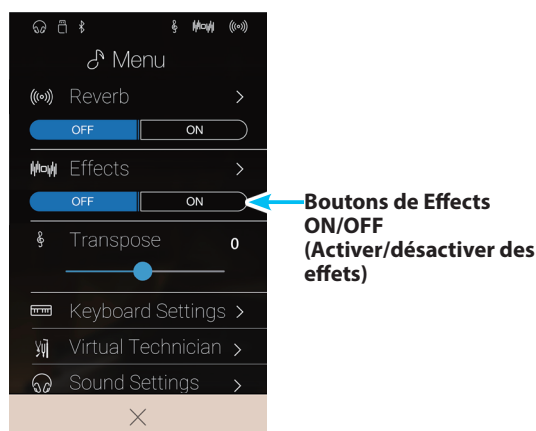 Menu
Reverb
OFF ON
Effects
OFF ON
Boutons de Effects
ON/OFF
(Activer/désactiver des
effets)
Transpose 0
Keyboard Settings
Virtual Technician
Sound Settings